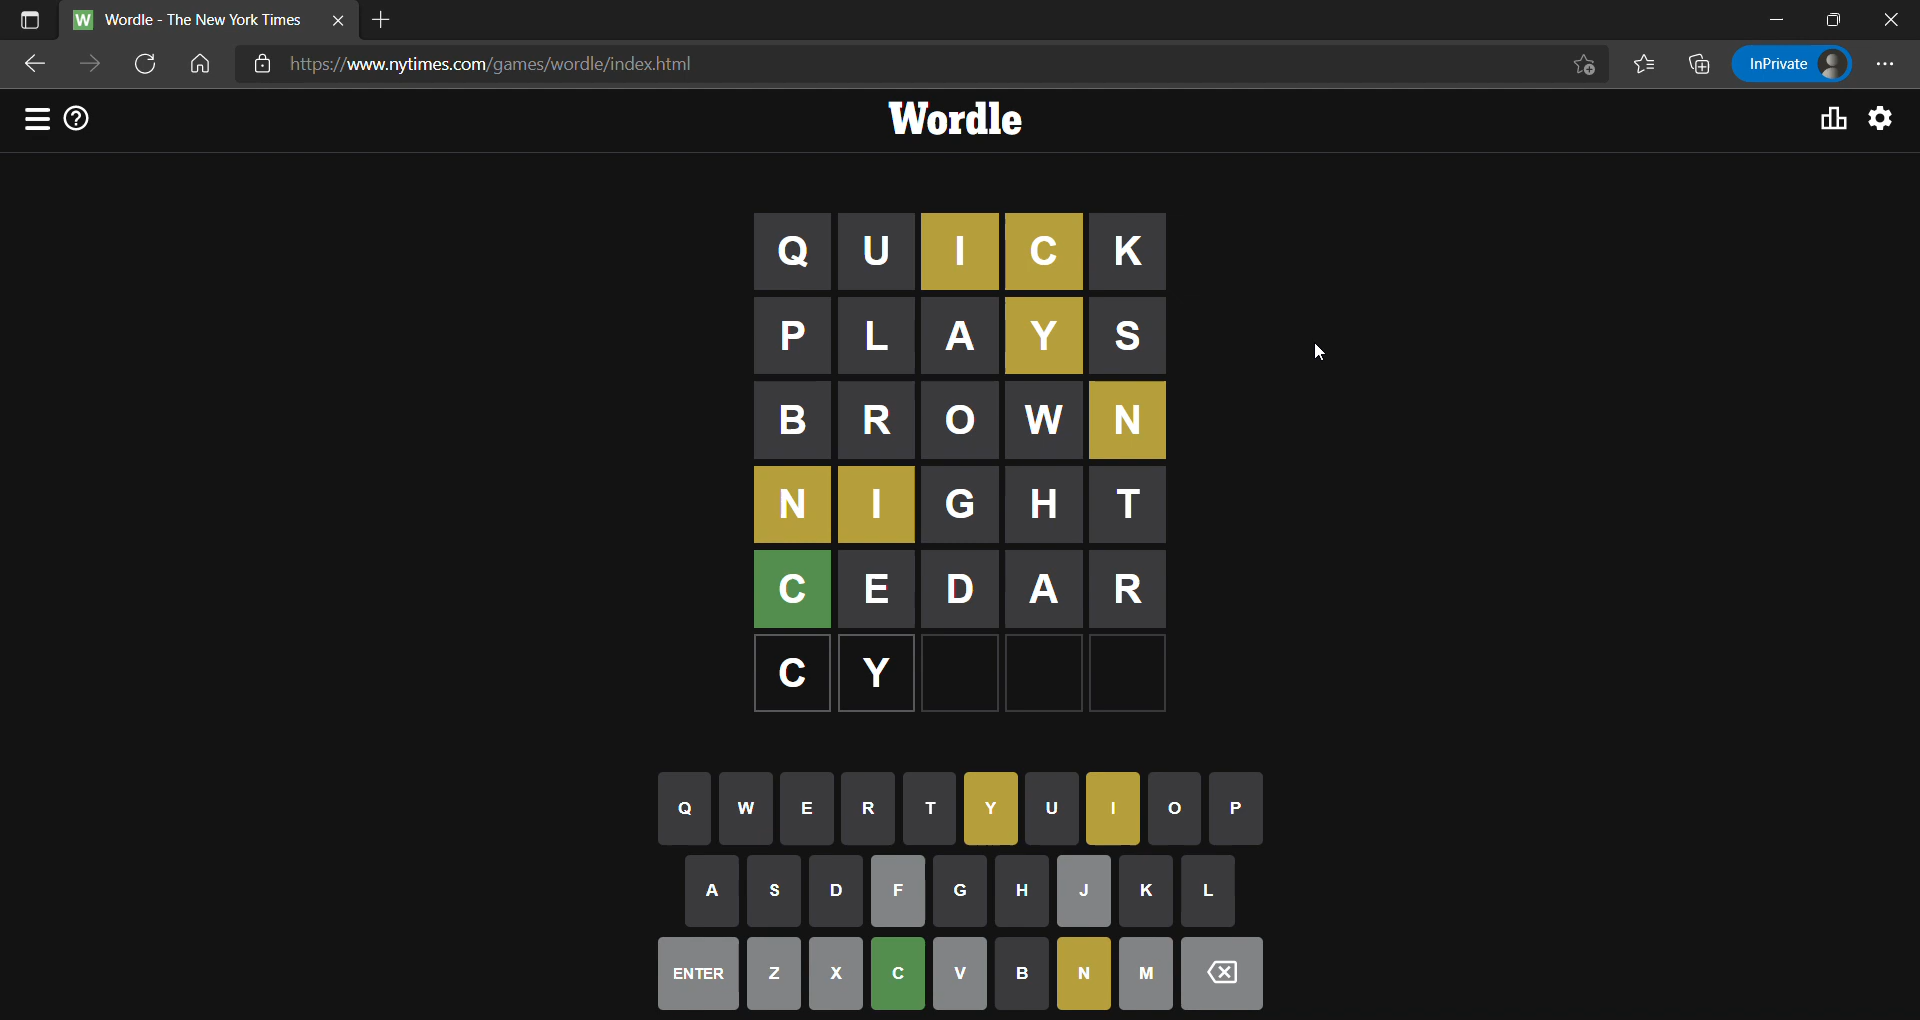 W Wordle - The New York Times
https://www.nytimes.com/games/wordle/index.html
InPrivate
Wordle
Q U I C K
P L A Y S
B R O W N
N I G H T
C E D A R
C Y
Q W E R T Y U I O P
A S D F G H J K L
ENTER Z X C V B N M